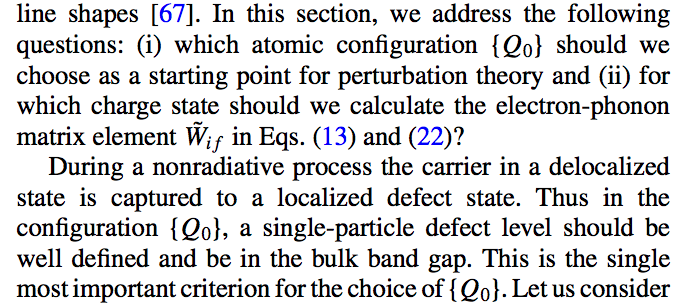 line shapes [67]. In this section, we address the following
questions: (i) which atomic configuration {Q₀} should we
choose as a starting point for perturbation theory and (ii) for
which charge state should we calculate the electron-phonon
matrix element W̃ᵢf in Eqs. (13) and (22)?
During a nonradiative process the carrier in a delocalized
state is captured to a localized defect state. Thus in the
configuration {Q₀}, a single-particle defect level should be
well defined and be in the bulk band gap. This is the single
most important criterion for the choice of {Q₀}. Let us consider